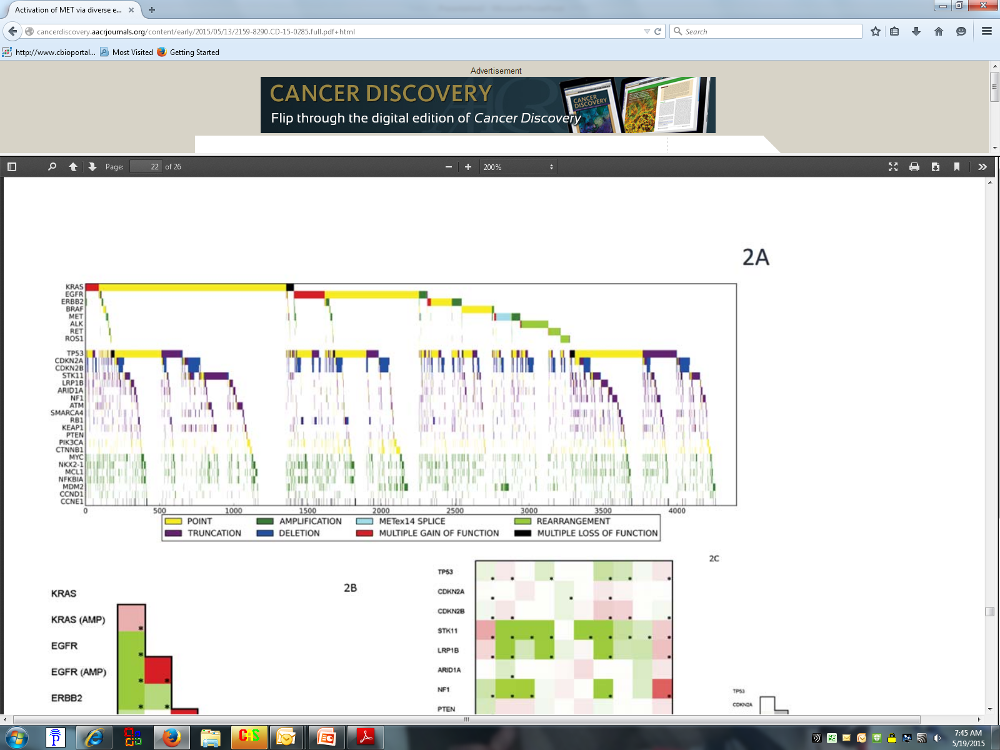 Activation of MET via diverse e...
cancerdiscovery.aacrjournals.org/content/early/2015/05/13/2159-8290.CD-15-0285.full.pdf+html
Search
http://www.cbioportal...
Most Visited
Getting Started
Advertisement
CANCER DISCOVERY
Flip through the digital edition of Cancer Discovery
CANCER
DISCOVERY
Page: 22 of 26
200%
2A
KRAS
EGFR
ERBB2
BRAF
MET
ALK
RET
ROS1
TP53
CDKN2A
CDKN2B
STK11
LRP1B
ARID1A
NF1
ATM
SMARCA4
RB1
KEAP1
PTEN
PIK3CA
CTNNB1
MYC
NKX2-1
MCL1
NFKBIA
MDM2
CCND1
CCNE1
0 500 1000 1500 2000 2500 3000 3500 4000
POINT AMPLIFICATION METex14 SPLICE REARRANGEMENT
TRUNCATION DELETION MULTIPLE GAIN OF FUNCTION MULTIPLE LOSS OF FUNCTION
2B
KRAS
KRAS (AMP)
EGFR
EGFR (AMP)
ERBB2
2C
TP53
CDKN2A
CDKN2B
STK11
LRP1B
ARID1A
NF1
PTEN
TP53
CDKN2A
CAS
MY
PC
7:45 AM
5/19/2015